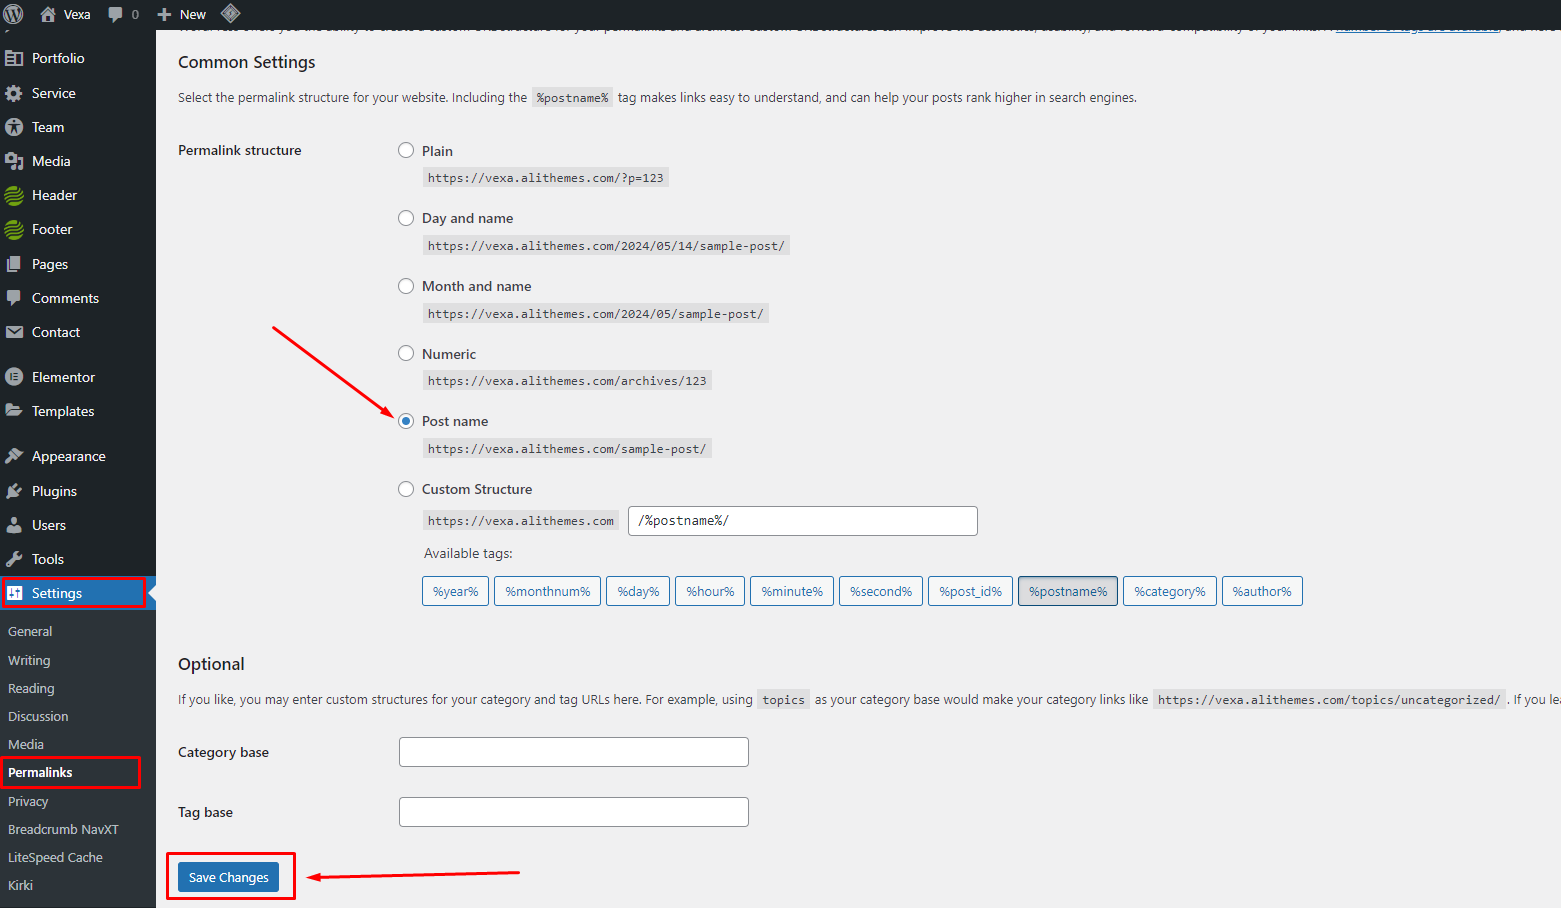 Vexa 0 New
Portfolio
Service
Team
Media
Header
Footer
Pages
Comments
Contact
Elementor
Templates
Appearance
Plugins
Users
Tools
Settings
General
Writing
Reading
Discussion
Media
Permalinks
Privacy
Breadcrumb NavXT
LiteSpeed Cache
Kirki
Common Settings
Select the permalink structure for your website. Including the %postname% tag makes links easy to understand, and can help your posts rank higher in search engines.
Permalink structure
Plain
https://vexa.alithemes.com/?p=123
Day and name
https://vexa.alithemes.com/2024/05/14/sample-post/
Month and name
https://vexa.alithemes.com/2024/05/sample-post/
Numeric
https://vexa.alithemes.com/archives/123
Post name
https://vexa.alithemes.com/sample-post/
Custom Structure
https://vexa.alithemes.com /%postname%/
Available tags:
%year% %monthnum% %day% %hour% %minute% %second% %post_id% %postname% %category% %author%
Optional
If you like, you may enter custom structures for your category and tag URLs here. For example, using topics as your category base would make your category links like https://vexa.alithemes.com/topics/uncategorized/ . If you lea
Category base
Tag base
Save Changes